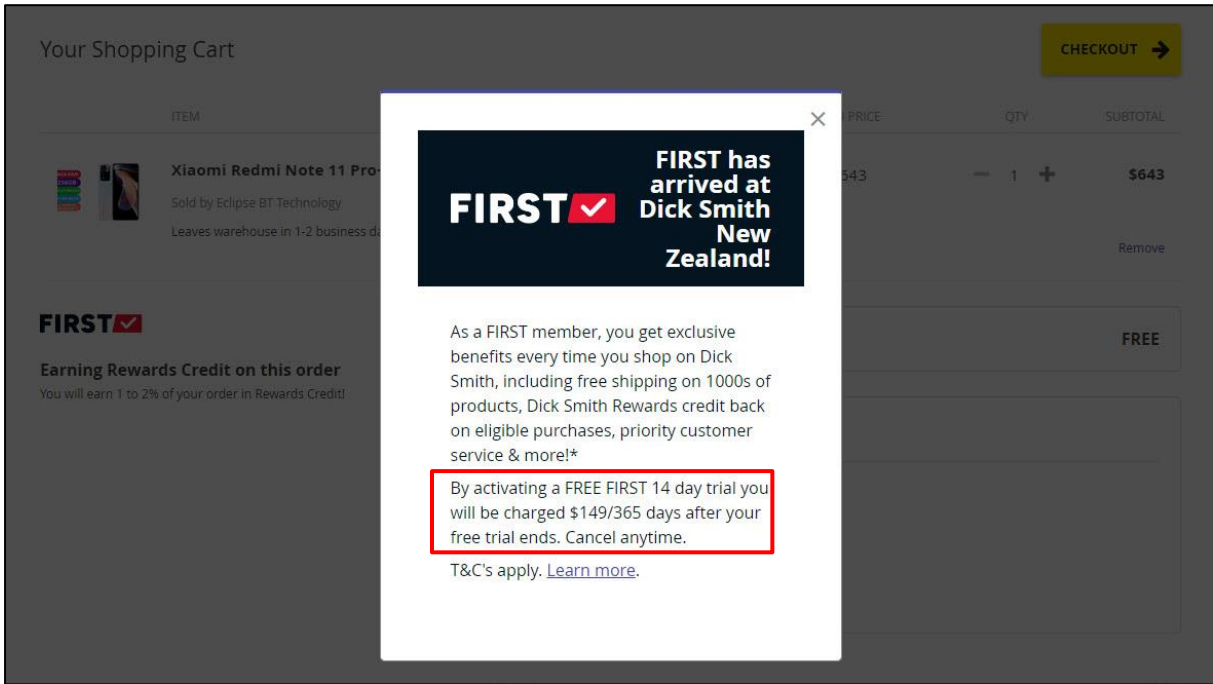 Your Shopping Cart
CHECKOUT
ITEM
PRICE
QTY
SUBTOTAL
Xiaomi Redmi Note 11 Pro
643
1
$643
Sold by Eclipse BT Technology
Leaves warehouse in 1-2 business
Remove
FIRST
FREE
Earning Rewards Credit on this order
You will earn 1 to 2% of your order in Rewards Credit!
×
FIRST
FIRST has
arrived at
Dick Smith
New
Zealand!
As a FIRST member, you get exclusive
benefits every time you shop on Dick
Smith, including free shipping on 1000s of
products, Dick Smith Rewards credit back
on eligible purchases, priority customer
service & more!*
By activating a FREE FIRST 14 day trial you
will be charged $149/365 days after your
free trial ends. Cancel anytime.
T&C's apply. Learn more.